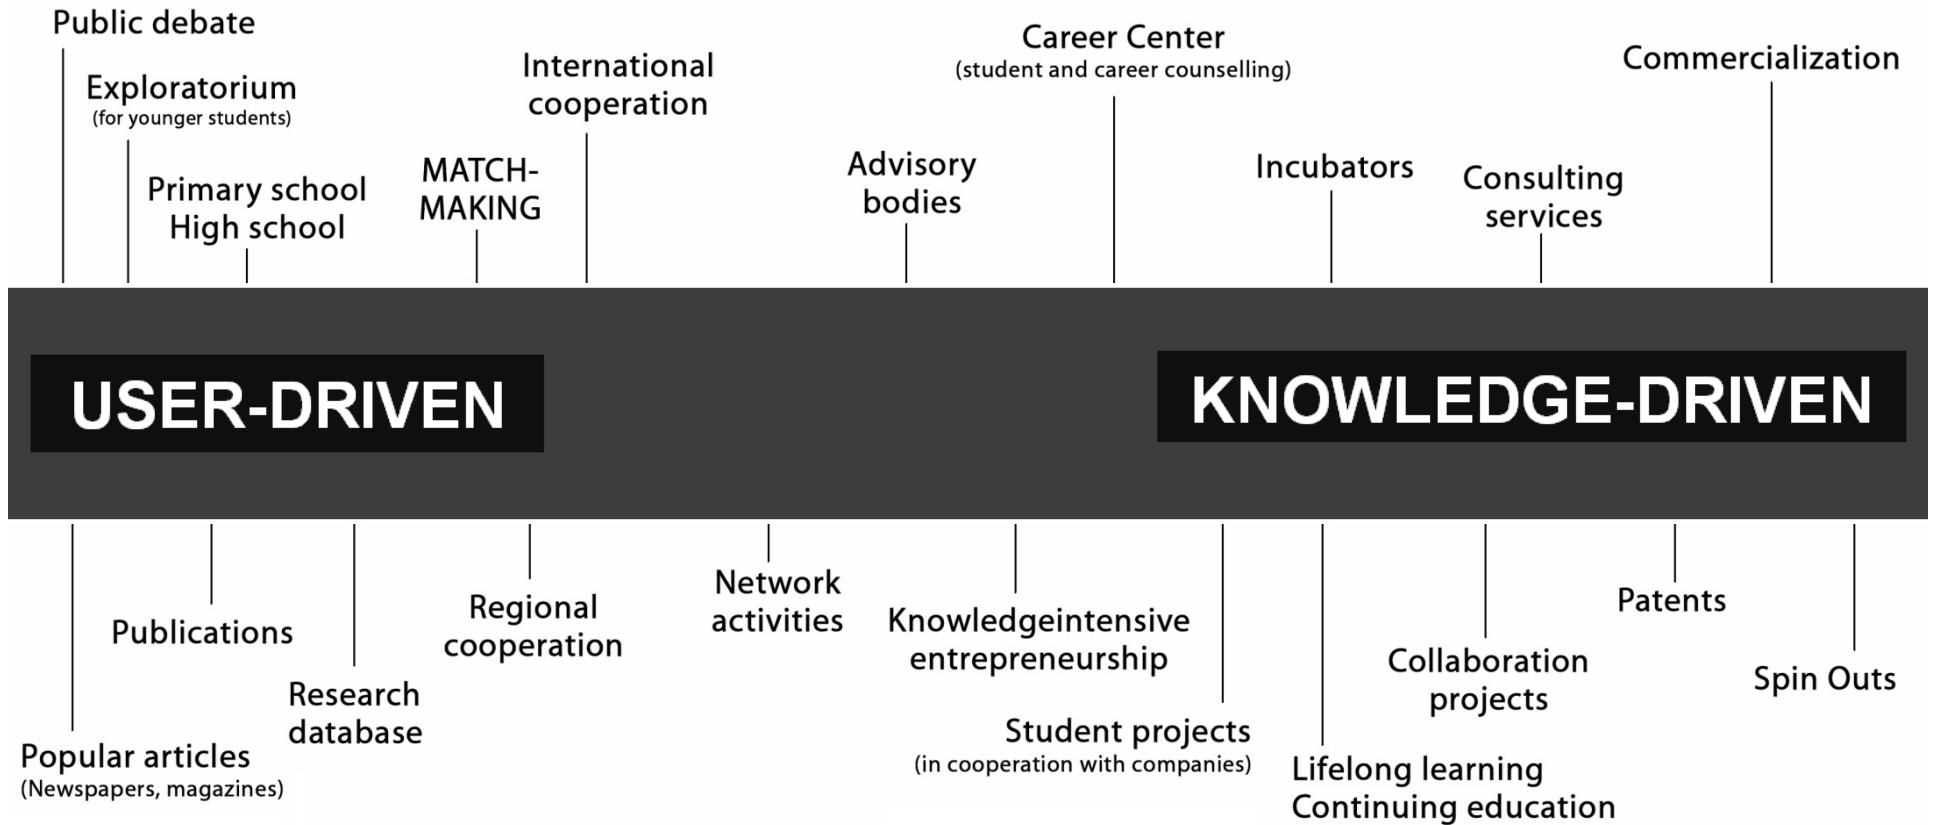 Public debate
Exploratorium
(for younger students)
Primary school
High school
MATCH-
MAKING
International
cooperation
Advisory
bodies
Career Center
(student and career counselling)
Incubators
Consulting
services
Commercialization
USER-DRIVEN
KNOWLEDGE-DRIVEN
Popular articles
(Newspapers, magazines)
Publications
Research
database
Regional
cooperation
Network
activities
Knowledgeintensive
entrepreneurship
Student projects
(in cooperation with companies)
Lifelong learning
Continuing education
Collaboration
projects
Patents
Spin Outs